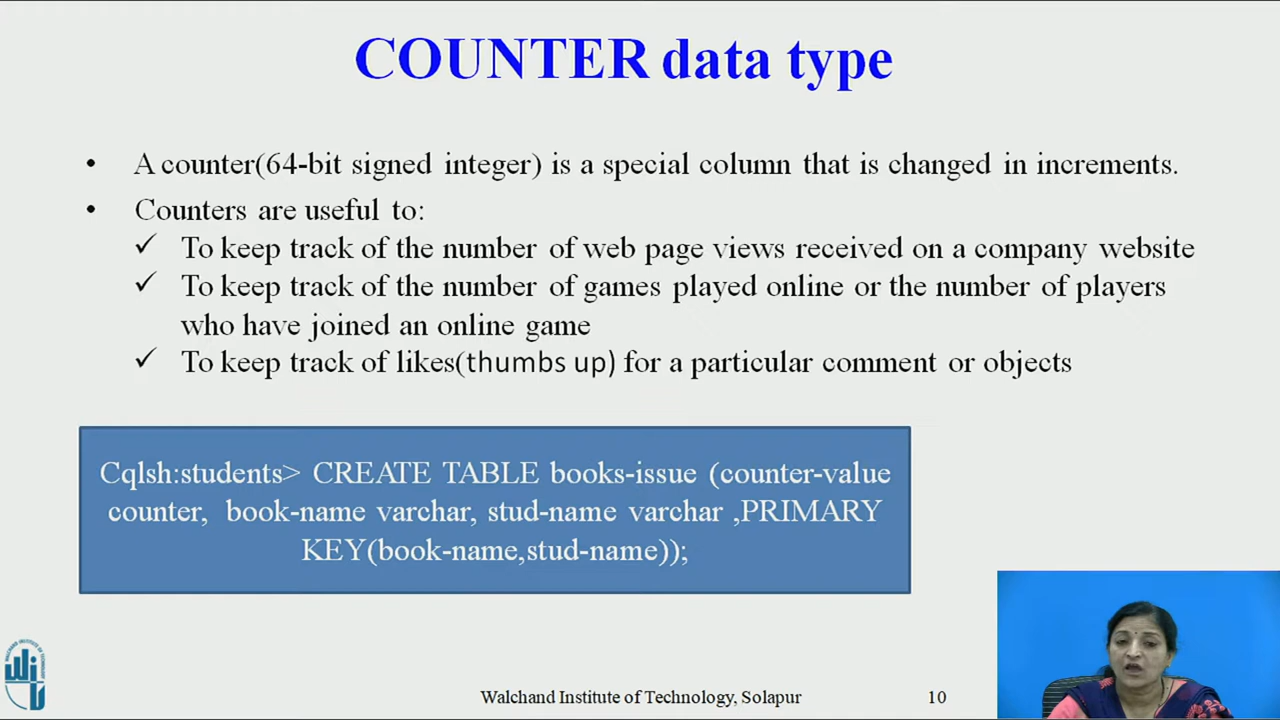 COUNTER data type
• A counter(64-bit signed integer) is a special column that is changed in increments.
• Counters are useful to:
✓ To keep track of the number of web page views received on a company website
✓ To keep track of the number of games played online or the number of players
who have joined an online game
✓ To keep track of likes(thumbs up) for a particular comment or objects
Cqlsh:students> CREATE TABLE books-issue (counter-value
counter, book-name varchar, stud-name varchar ,PRIMARY
KEY(book-name,stud-name));
Walchand Institute of Technology, Solapur
10